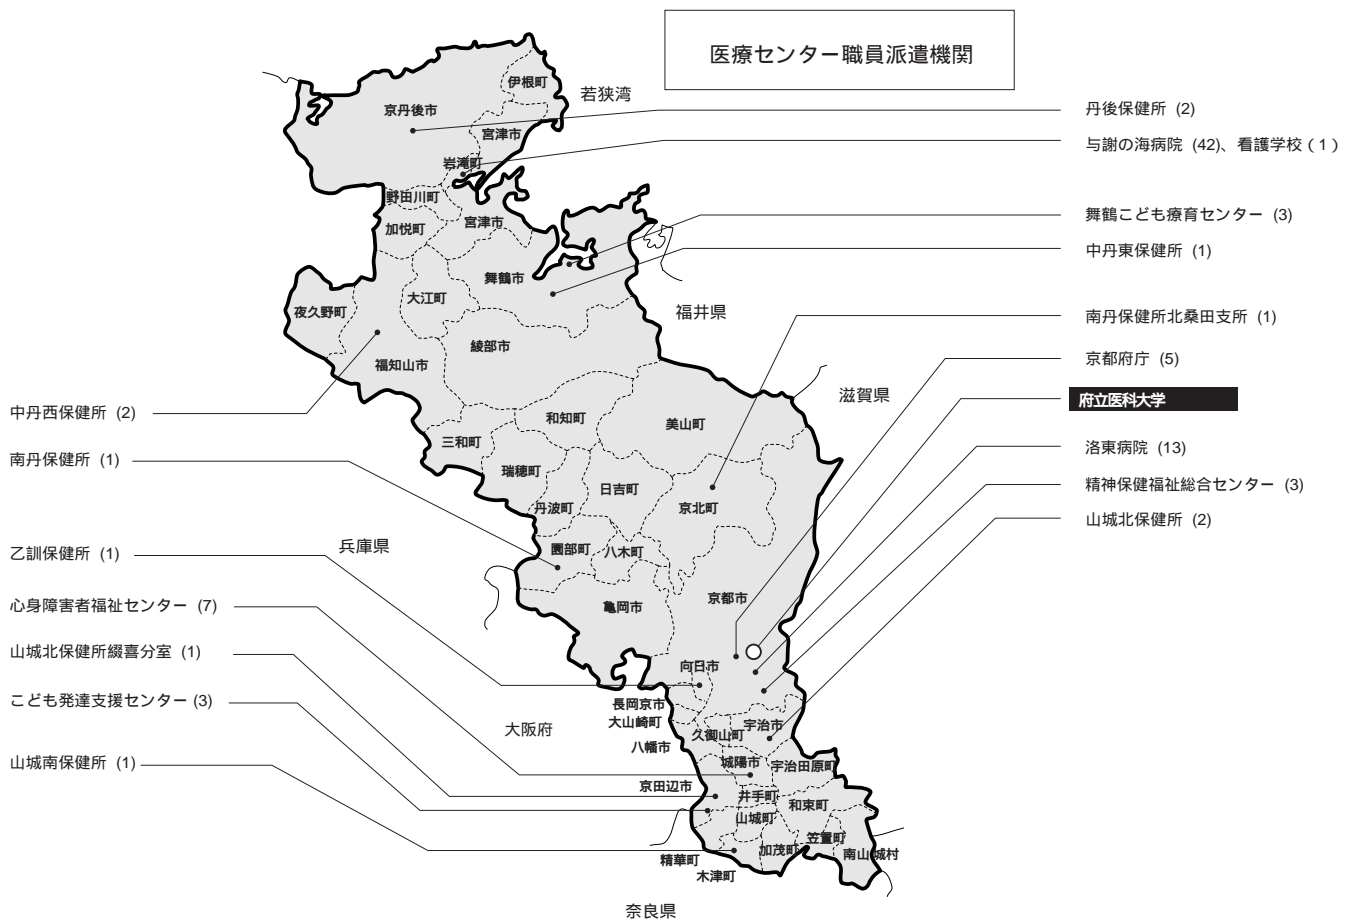 医療センター職員派遣機関
伊根町
若狭湾
京丹後市
丹後保健所 (2)
宮津市
与謝の海病院 (42)、看護学校（１）
岩滝町
野田川町
舞鶴こども療育センター (3)
宮津市
加悦町
中丹東保健所 (1)
舞鶴市
大江町
夜久野町
福井県
南丹保健所北桑田支所 (1)
綾部市
京都府庁 (5)
福知山市
滋賀県
府立医科大学
中丹西保健所 (2)
和知町
美山町
三和町
洛東病院 (13)
南丹保健所 (1)
瑞穂町
精神保健福祉総合センター (3)
日吉町
丹波町
京北町
山城北保健所 (2)
兵庫県
園部町
八木町
乙訓保健所 (1)
京都市
心身障害者福祉センター (7)
亀岡市
山城北保健所綴喜分室 (1)
向日市
こども発達支援センター (3)
長岡京市
大山崎町
大阪府
宇治市
久御山町
八幡市
山城南保健所 (1)
城陽市
宇治田原町
京田辺市
井手町
和束町
山城町
笠置町
加茂町
南山城村
精華町
木津町
奈良県